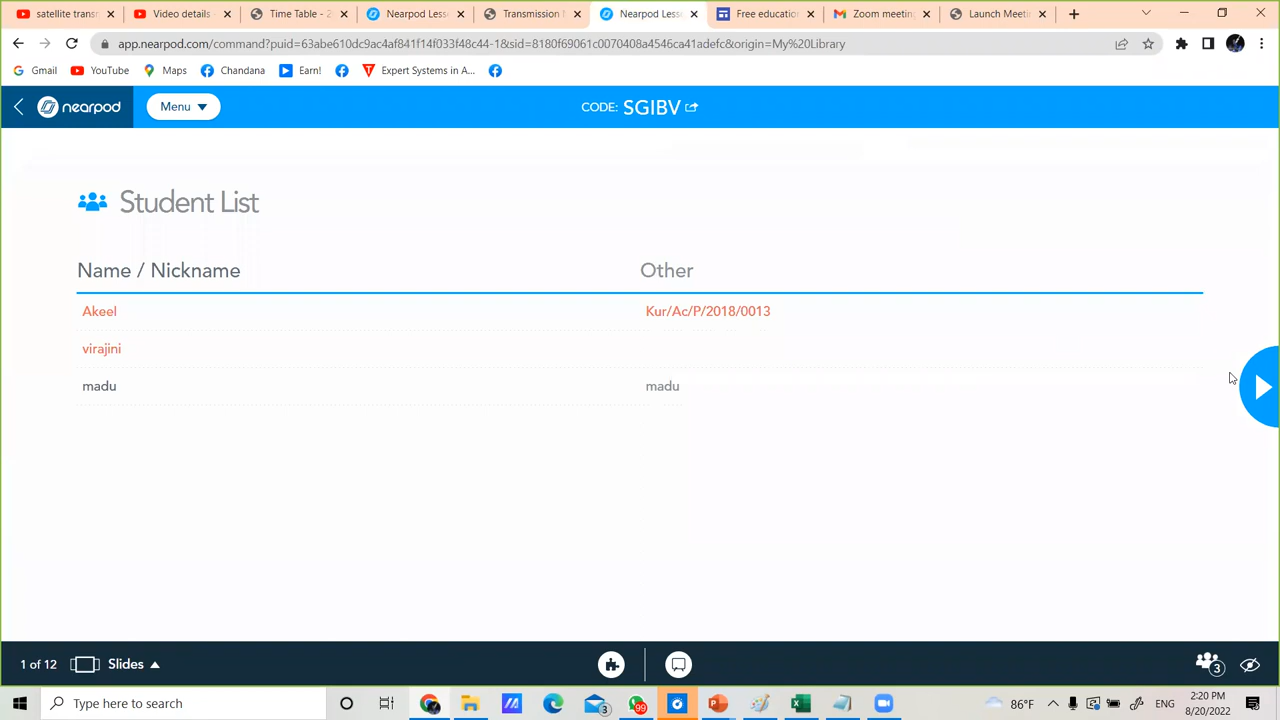 satellite transm
Video details
Time Table - 2
Nearpod Less
Transmission M
Nearpod Less
Free educatio
Zoom meetin
Launch Meeti
app.nearpod.com/command?puid=63abe610dc9ac4af841f14f033f48c44-1&sid=8180f69061c0070408a4546ca41adefc&origin=My%20Library
Gmail YouTube Maps Chandana Earn! Expert Systems in A...
nearpod Menu CODE: SGIBV
Student List
Name / Nickname Other
Akeel Kur/Ac/P/2018/0013
virajini
madu madu
1 of 12 Slides 3
Type here to search 3 99 86°F ENG 2:20 PM
8/20/2022